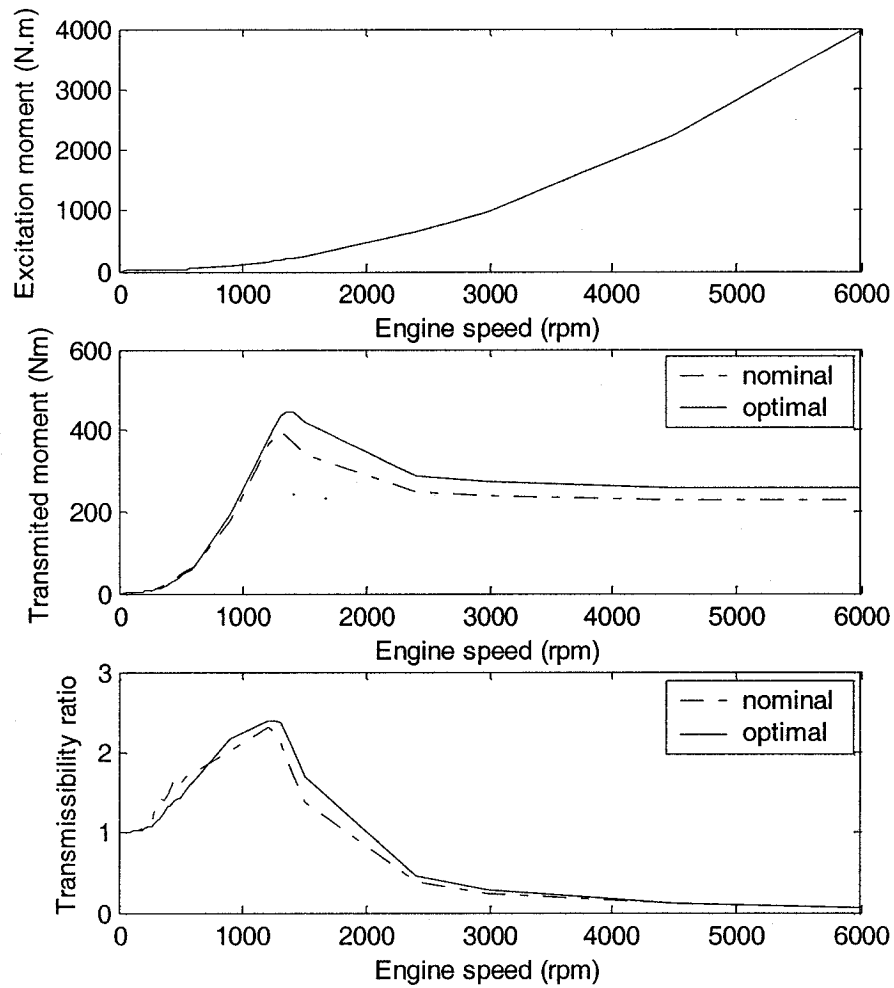 Excitation moment (N.m)
4000
3000
2000
1000
0
0 1000 2000 3000 4000 5000 6000
Engine speed (rpm)
Transmited moment (Nm)
600
400
200
0
nominal
optimal
0 1000 2000 3000 4000 5000 6000
Engine speed (rpm)
Transmissibility ratio
3
2
1
0
nominal
optimal
0 1000 2000 3000 4000 5000 6000
Engine speed (rpm)